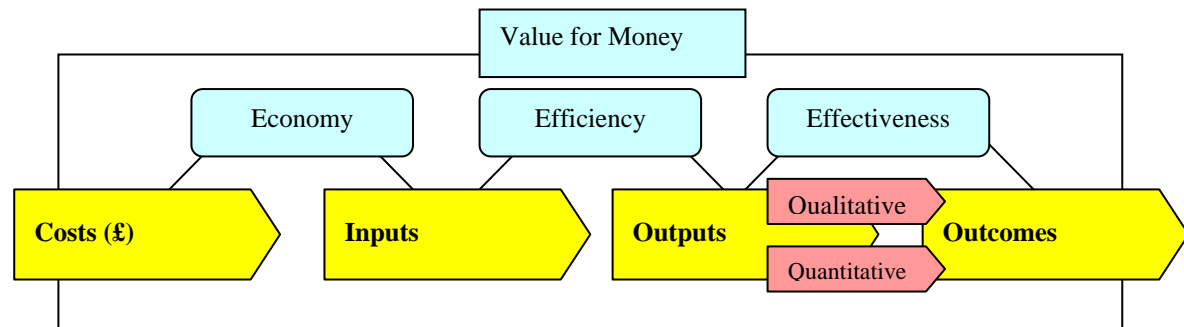 Value for Money
Economy
Efficiency
Effectiveness
Costs (£)
Inputs
Outputs
Qualitative
Quantitative
Outcomes